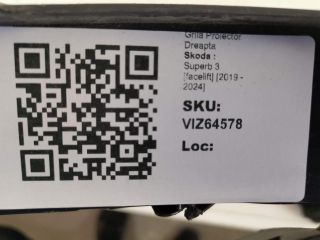 Grila Proiector
Dreapta
Skoda :
Superb 3
[facelift] [2019 -
2024]
SKU:
VIZ64578
Loc: